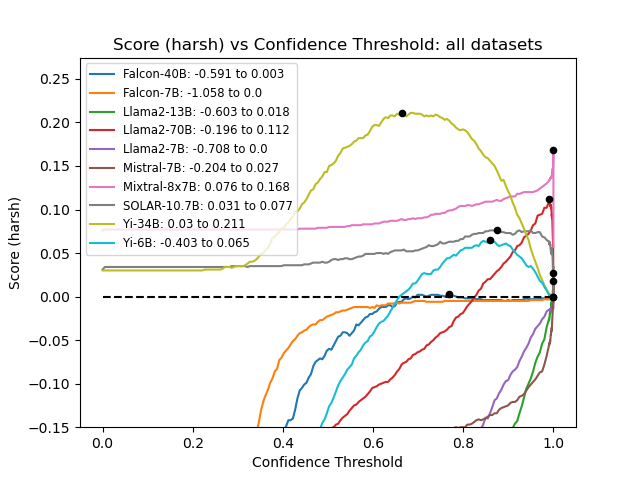 Score (harsh) vs Confidence Threshold: all datasets
Score (harsh)
0.25
0.20
0.15
0.10
0.05
0.00
−0.05
−0.10
−0.15
Falcon-40B: -0.591 to 0.003
Falcon-7B: -1.058 to 0.0
Llama2-13B: -0.603 to 0.018
Llama2-70B: -0.196 to 0.112
Llama2-7B: -0.708 to 0.0
Mistral-7B: -0.204 to 0.027
Mixtral-8x7B: 0.076 to 0.168
SOLAR-10.7B: 0.031 to 0.077
Yi-34B: 0.03 to 0.211
Yi-6B: -0.403 to 0.065
0.0 0.2 0.4 0.6 0.8 1.0
Confidence Threshold